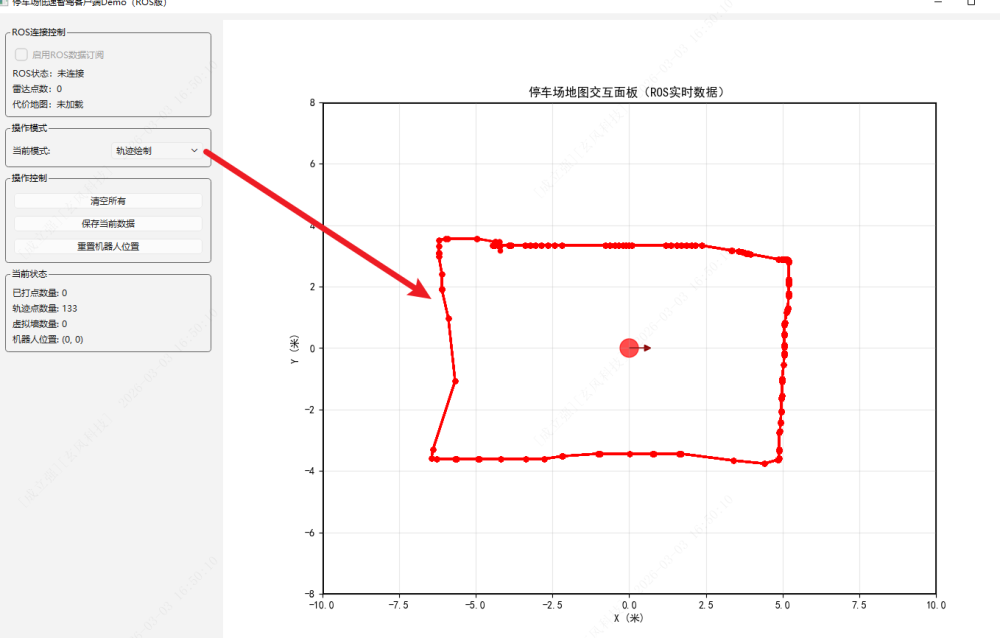 停车场低速智驾客户端Demo（ROS版）
ROS连接控制
启用ROS数据订阅
ROS状态：未连接
雷达点数：0
代价地图：未加载
操作模式
当前模式：
轨迹绘制
操作控制
清空所有
保存当前数据
重置机器人位置
当前状态
已打点数量: 0
轨迹点数量: 133
虚拟墙数量: 0
机器人位置: (0, 0)
停车场地图交互面板（ROS实时数据）
8
6
4
2
0
−2
−4
−6
−8
Y（米）
−10.0 −7.5 −5.0 −2.5 0.0 2.5 5.0 7.5 10.0
X（米）